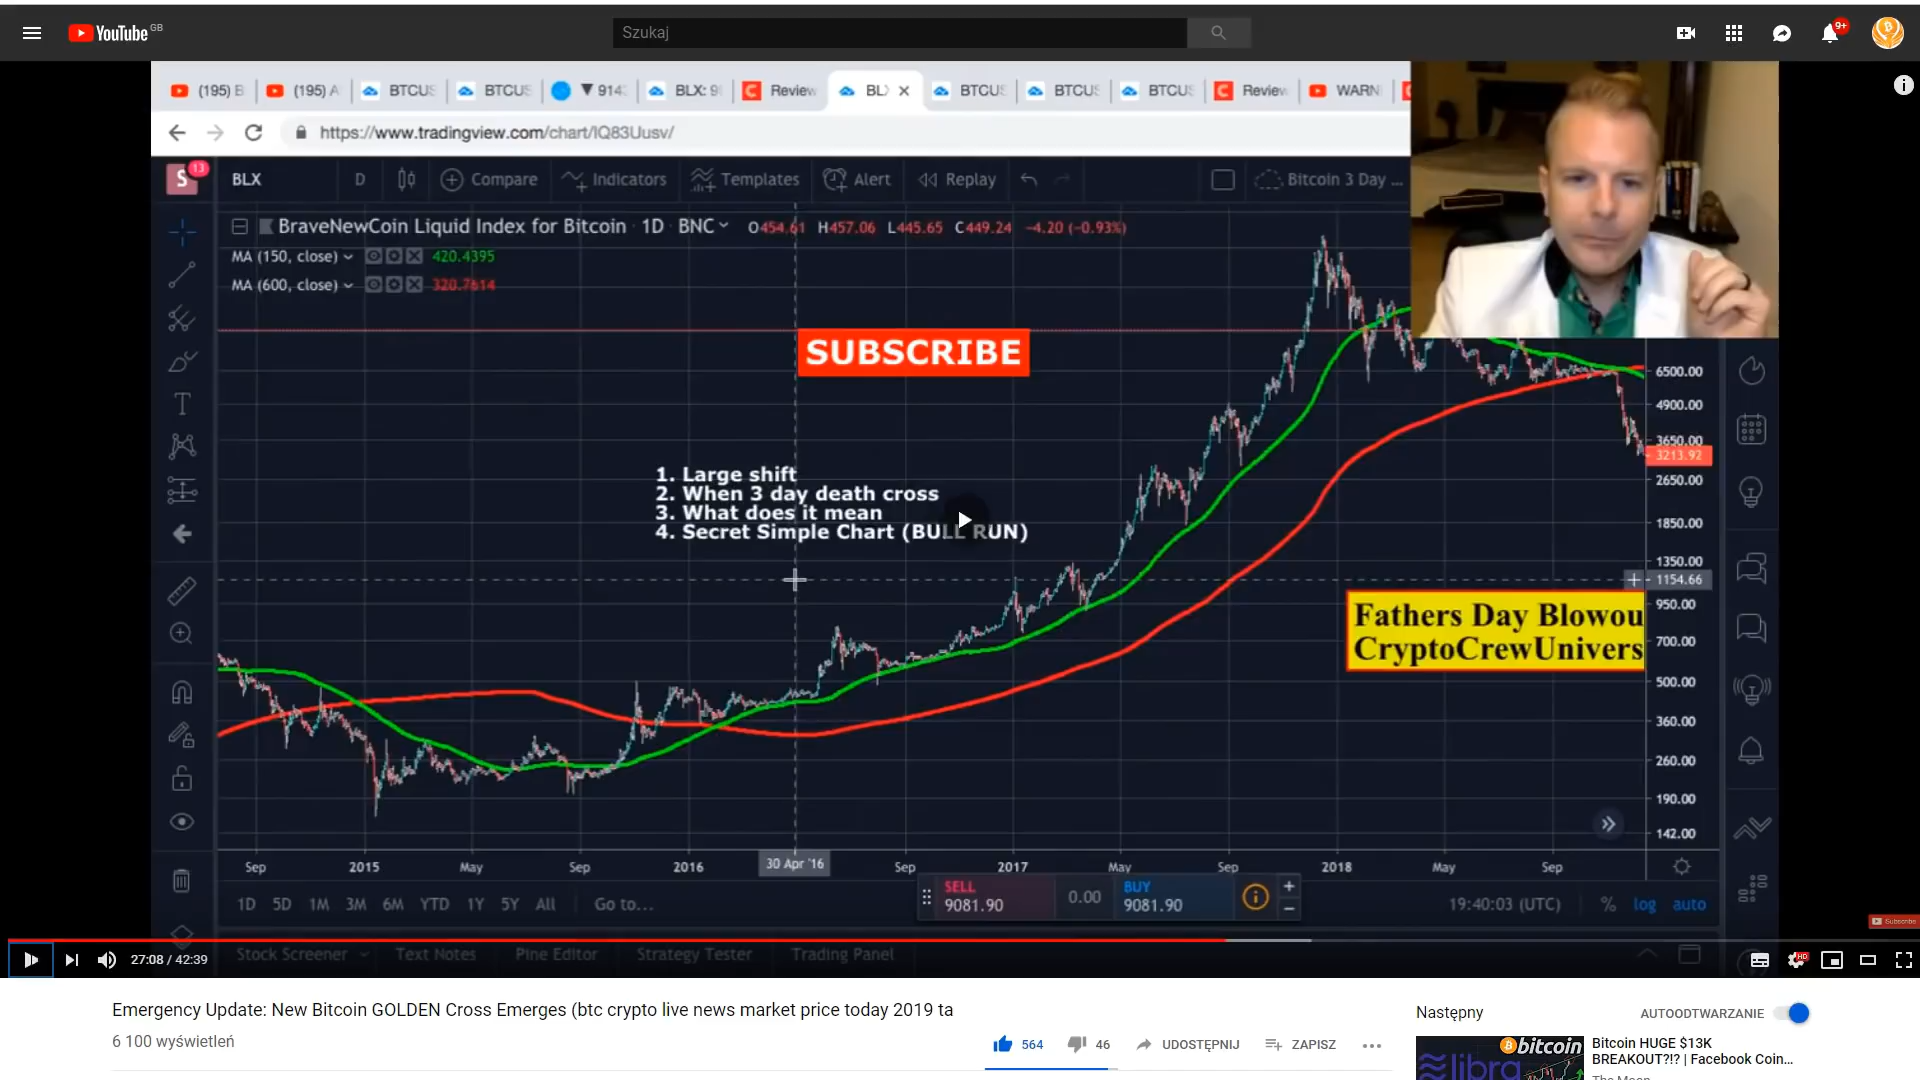 YouTube GB
Szukaj
9+
(195) B
(195) A
BTCUS
BTCUS
▼ 914
BLX: 9
Review
BL
BTCUS
BTCUS
BTCUS
Review
WARN
https://www.tradingview.com/chart/IQ83Uusv/
S 13 BLX D Compare Indicators Templates Alert Replay Bitcoin 3 Day ...
BraveNewCoin Liquid Index for Bitcoin · 1D · BNC O454.61 H457.06 L445.65 C449.24 −4.20 (−0.93%)
MA (150, close) 420.4395
MA (600, close) 320.7614
SUBSCRIBE
1. Large shift
2. When 3 day death cross
3. What does it mean
4. Secret Simple Chart (BULL RUN)
6500.00
4900.00
3650.00
3213.92
2650.00
1850.00
1350.00
1154.66
950.00
700.00
500.00
360.00
260.00
190.00
142.00
Fathers Day Blowou
CryptoCrewUnivers
Sep 2015 May Sep 2016 30 Apr '16 Sep 2017 May Sep 2018 May Sep
1D 5D 1M 3M 6M YTD 1Y 5Y All Go to...
SELL
9081.90
0.00
BUY
9081.90
19:40:03 (UTC) % log auto
Subscribe
Stock Screener Text Notes Pine Editor Strategy Tester Trading Panel
27:08 / 42:39
HD
Emergency Update: New Bitcoin GOLDEN Cross Emerges (btc crypto live news market price today 2019 ta
6 100 wyświetleń
564 46 UDOSTĘPNIJ ZAPISZ
Następny AUTOODTWARZANIE
bitcoin
libra
Bitcoin HUGE $13K
BREAKOUT?!? | Facebook Coin...
The Moon